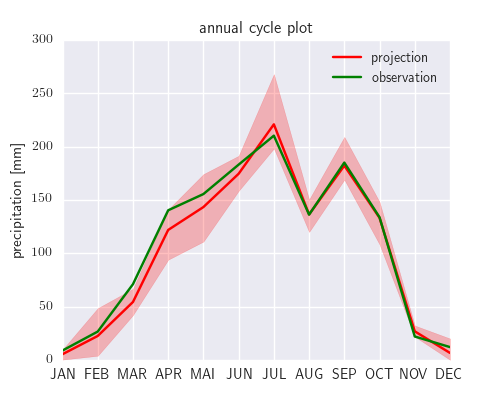 annual cycle plot
300
250
200
150
100
50
0
precipitation [mm]
projection
observation
JAN FEB MAR APR MAI JUN JUL AUG SEP OCT NOV DEC